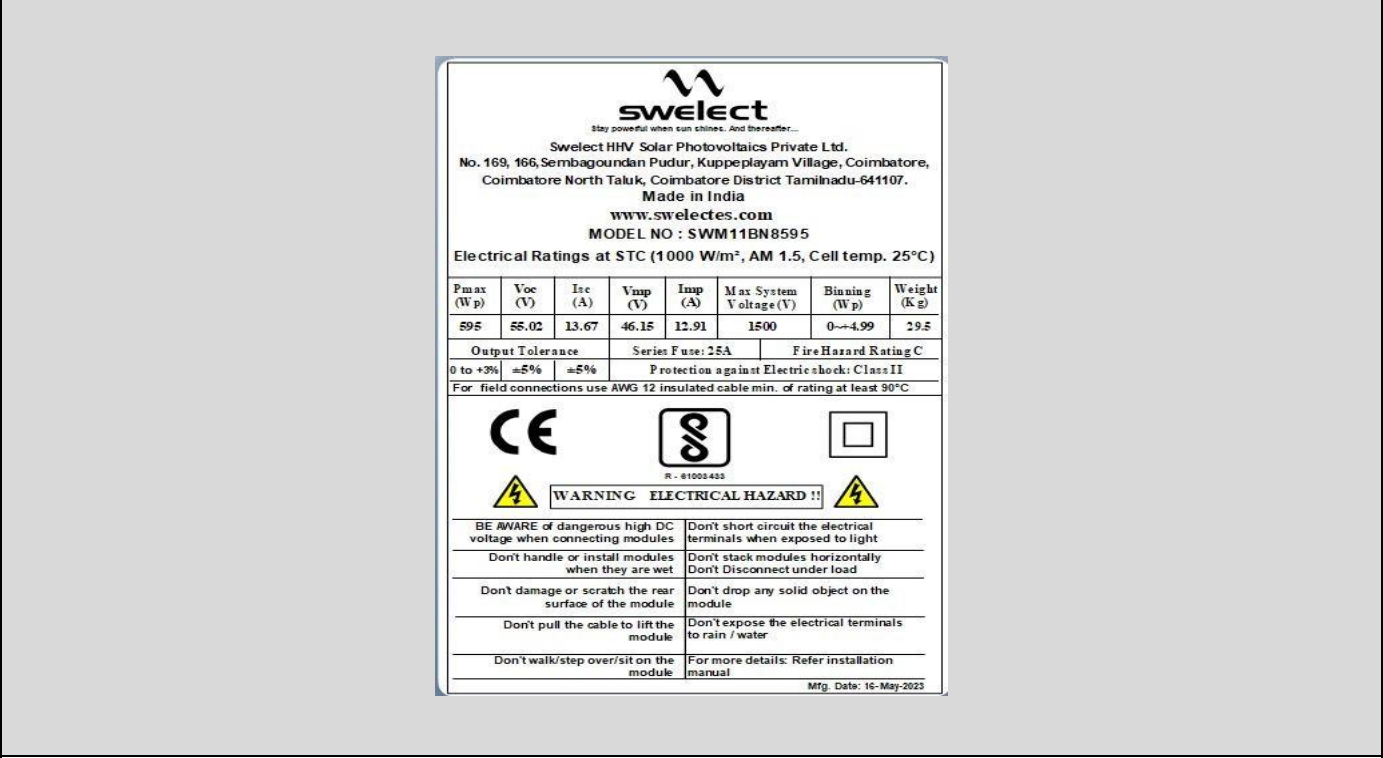 swelect
Stay powerful when sun shines. And thereafter...
Swelect HHV Solar Photovoltaics Private Ltd.
No. 169, 166,Sembagoundan Pudur, Kuppeplayam Village, Coimbatore,
Coimbatore North Taluk, Coimbatore District Tamilnadu-641107.
Made in India
www.swelectes.com
MODEL NO : SWM11BN8595
Electrical Ratings at STC (1000 W/m², AM 1.5, Cell temp. 25°C)
Pmax (Wp) Voc (V) Isc (A) Vmp (V) Imp (A) Max System Voltage (V) Binning (Wp) Weight (Kg)
595 55.02 13.67 46.15 12.91 1500 0~+4.99 29.5
Output Tolerance Series Fuse: 25A Fire Hazard Rating C
0 to +3% ±5% ±5% Protection against Electric shock: Class II
For field connections use AWG 12 insulated cable min. of rating at least 90°C
CE
R - 61003433
WARNING ELECTRICAL HAZARD !!
BE AWARE of dangerous high DC
voltage when connecting modules
Don't short circuit the electrical
terminals when exposed to light
Don't handle or install modules
when they are wet
Don't stack modules horizontally
Don't Disconnect under load
Don't damage or scratch the rear
surface of the module
Don't drop any solid object on the
module
Don't pull the cable to lift the
module
Don't expose the electrical terminals
to rain / water
Don't walk/step over/sit on the
module
For more details: Refer installation
manual
Mfg. Date: 16-May-2023